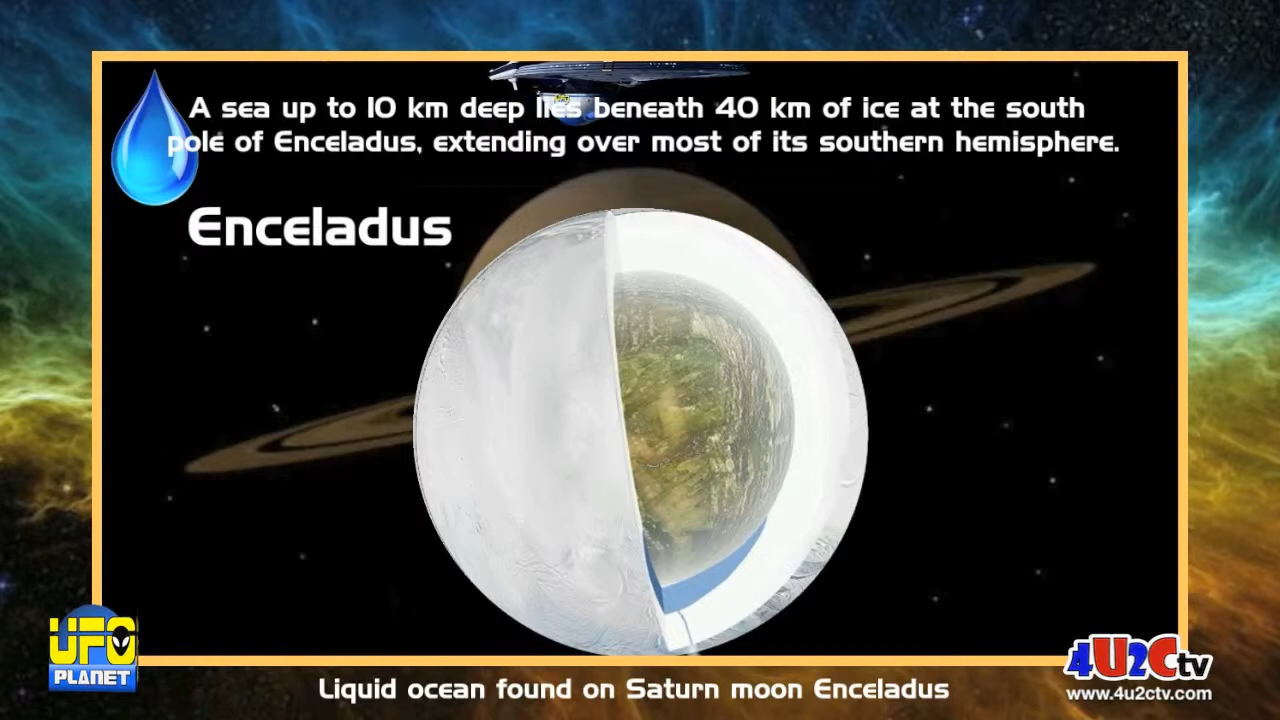 A sea up to 10 km deep lies beneath 40 km of ice at the south
pole of Enceladus, extending over most of its southern hemisphere.
Enceladus
UFO
PLANET
4U2Ctv
www.4u2ctv.com
Liquid ocean found on Saturn moon Enceladus